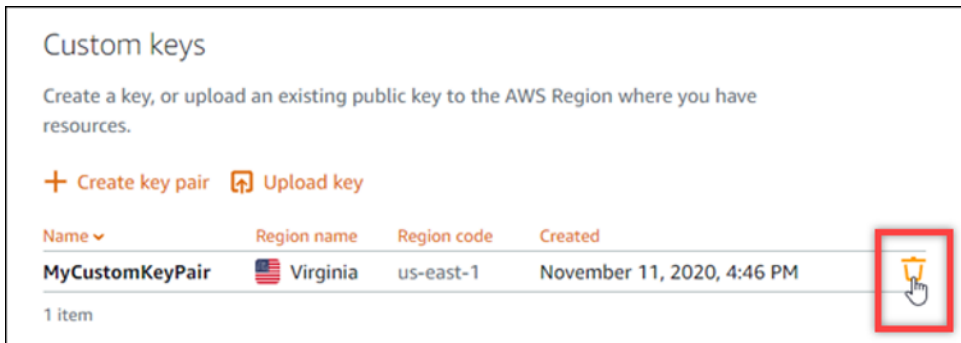 Custom keys
Create a key, or upload an existing public key to the AWS Region where you have
resources.
Create key pair Upload key
Name Region name Region code Created
MyCustomKeyPair Virginia us-east-1 November 11, 2020, 4:46 PM
1 item